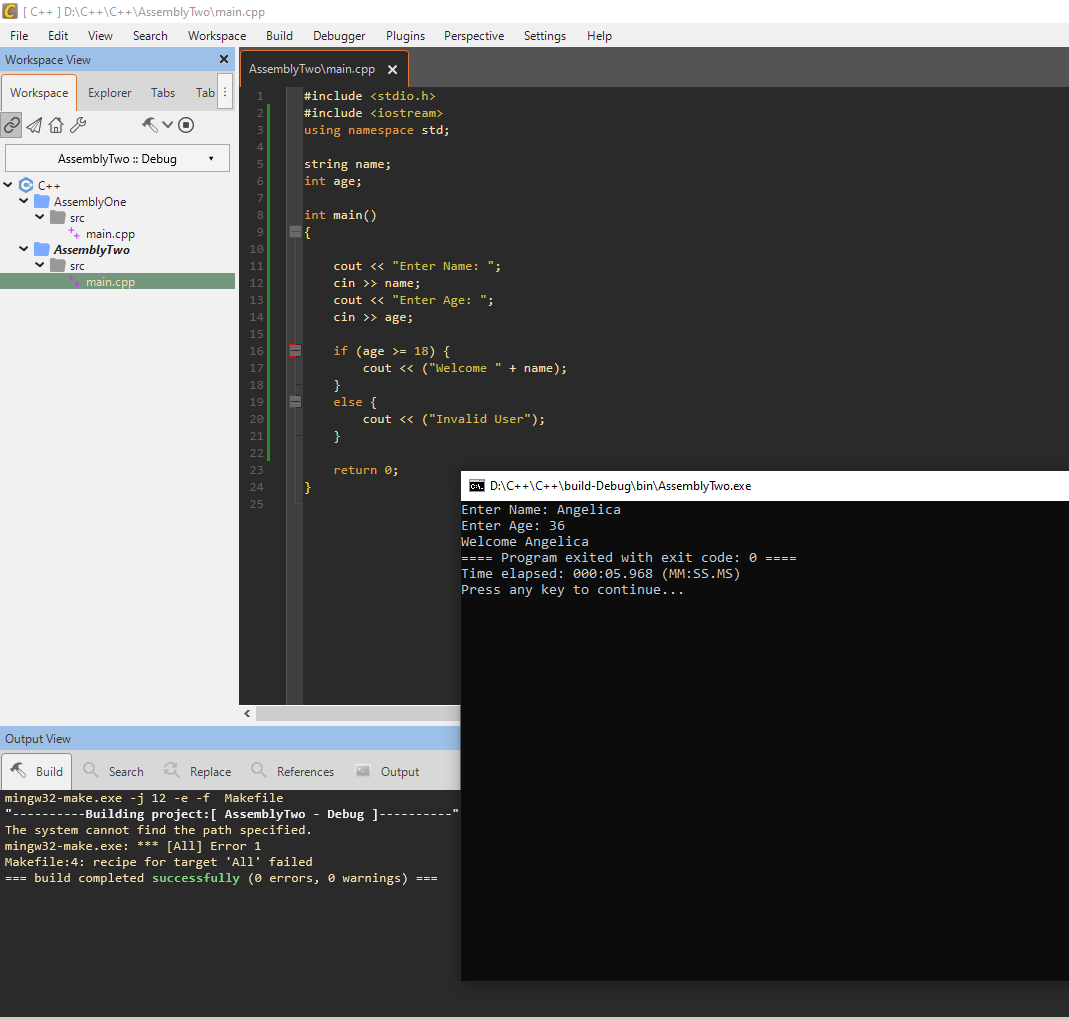 [ C++ ] D:\C++\C++\AssemblyTwo\main.cpp
File Edit View Search Workspace Build Debugger Plugins Perspective Settings Help
Workspace View
Workspace Explorer Tabs Tab
AssemblyTwo :: Debug
C++
AssemblyOne
src
main.cpp
AssemblyTwo
src
main.cpp
AssemblyTwo\main.cpp
1 #include <stdio.h>
2 #include <iostream>
3 using namespace std;
4
5 string name;
6 int age;
7
8 int main()
9 {
10
11 cout << "Enter Name: ";
12 cin >> name;
13 cout << "Enter Age: ";
14 cin >> age;
15
16 if (age >= 18) {
17 cout << ("Welcome " + name);
18 }
19 else {
20 cout << ("Invalid User");
21 }
22
23 return 0;
24 }
25
D:\C++\C++\build-Debug\bin\AssemblyTwo.exe
Enter Name: Angelica
Enter Age: 36
Welcome Angelica
==== Program exited with exit code: 0 ====
Time elapsed: 000:05.968 (MM:SS.MS)
Press any key to continue...
Output View
Build Search Replace References Output
mingw32-make.exe -j 12 -e -f  Makefile
"----------Building project:[ AssemblyTwo - Debug ]----------"
The system cannot find the path specified.
mingw32-make.exe: *** [All] Error 1
Makefile:4: recipe for target 'All' failed
=== build completed successfully (0 errors, 0 warnings) ===